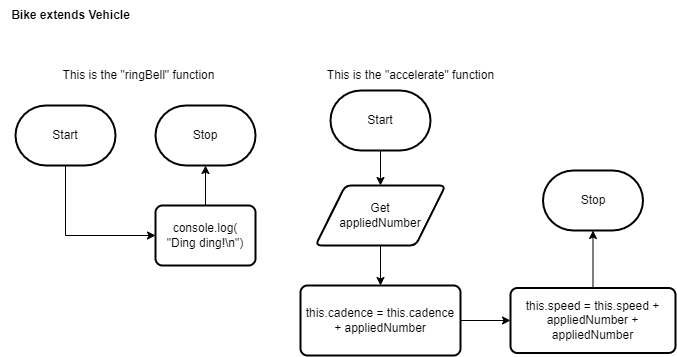 Bike extends Vehicle
This is the "ringBell" function
Start
Stop
console.log(
"Ding ding!\n")
This is the "accelerate" function
Start
Get
appliedNumber
this.cadence = this.cadence
+ appliedNumber
this.speed = this.speed +
appliedNumber +
appliedNumber
Stop